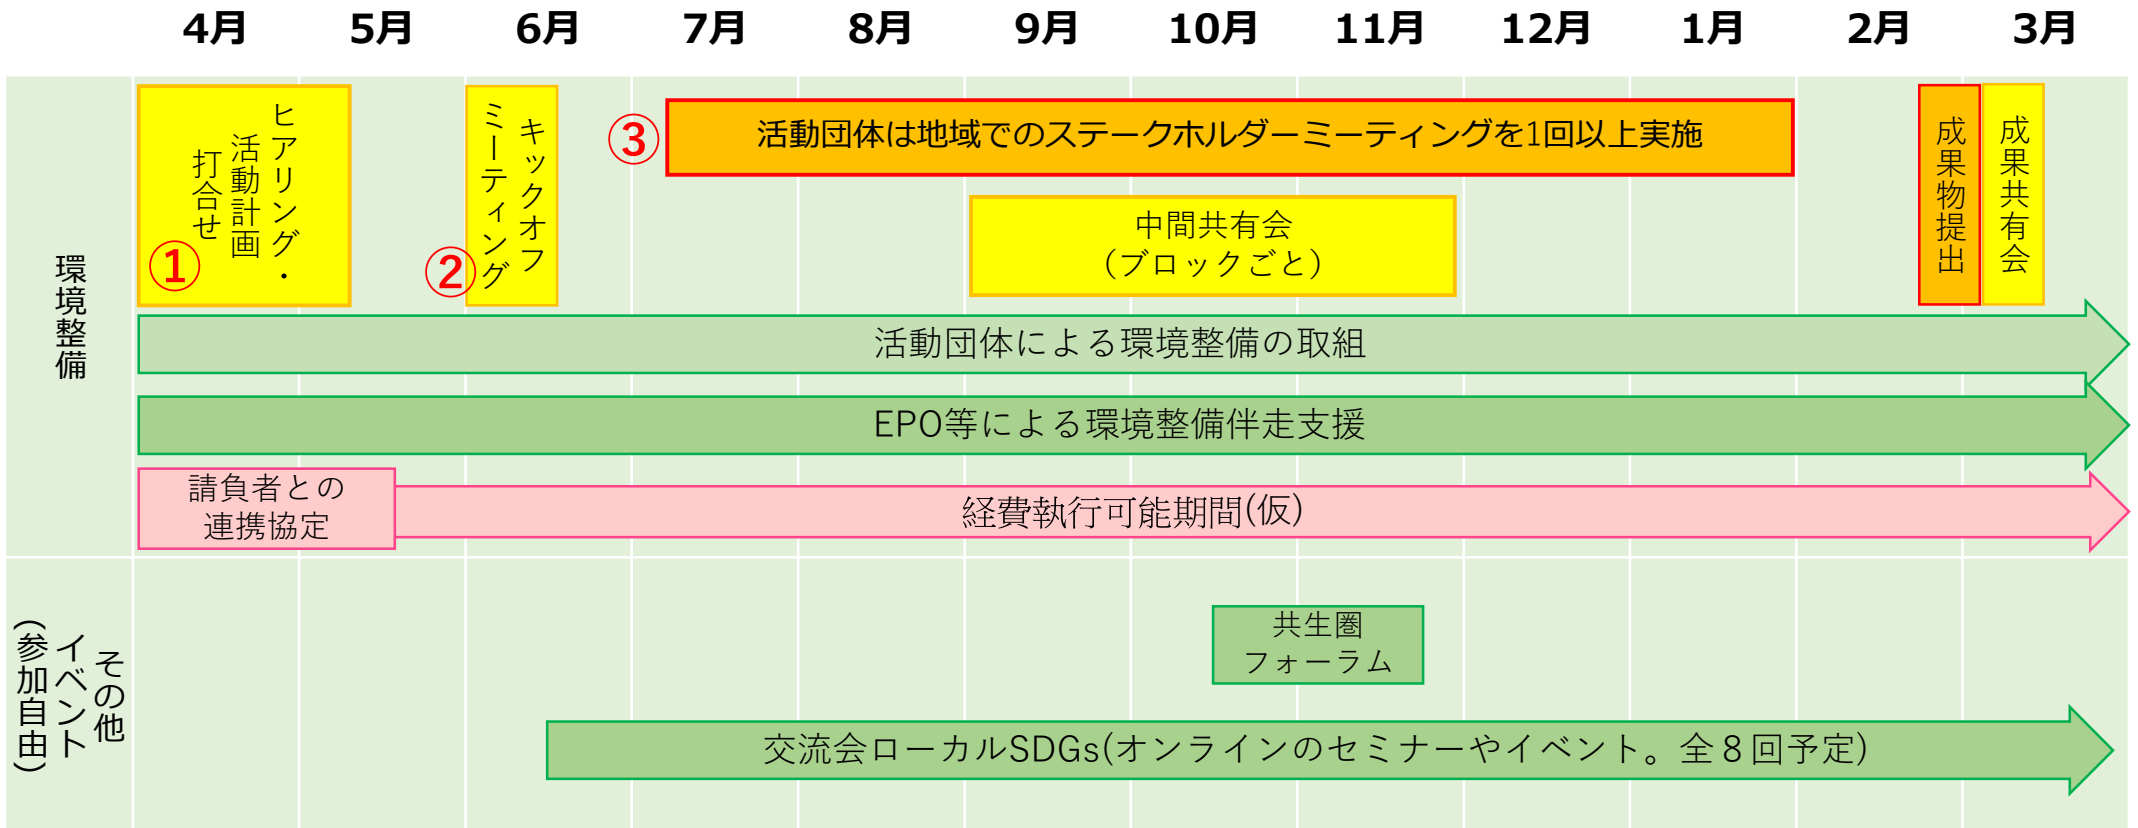 4月 5月 6月 7月 8月 9月 10月 11月 12月 1月 2月 3月
環境整備
ヒアリング・
活動計画
打合せ
①
キックオフ
ミーティング
②
③
活動団体は地域でのステークホルダーミーティングを1回以上実施
中間共有会
（ブロックごと）
成果物提出
成果共有会
活動団体による環境整備の取組
EPO等による環境整備伴走支援
請負者との
連携協定
経費執行可能期間(仮)
その他
イベント
(参加自由)
共生圏
フォーラム
交流会ローカルSDGs(オンラインのセミナーやイベント。全８回予定)